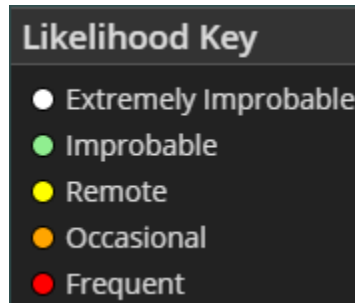 Likelihood Key
Extremely Improbable
Improbable
Remote
Occasional
Frequent